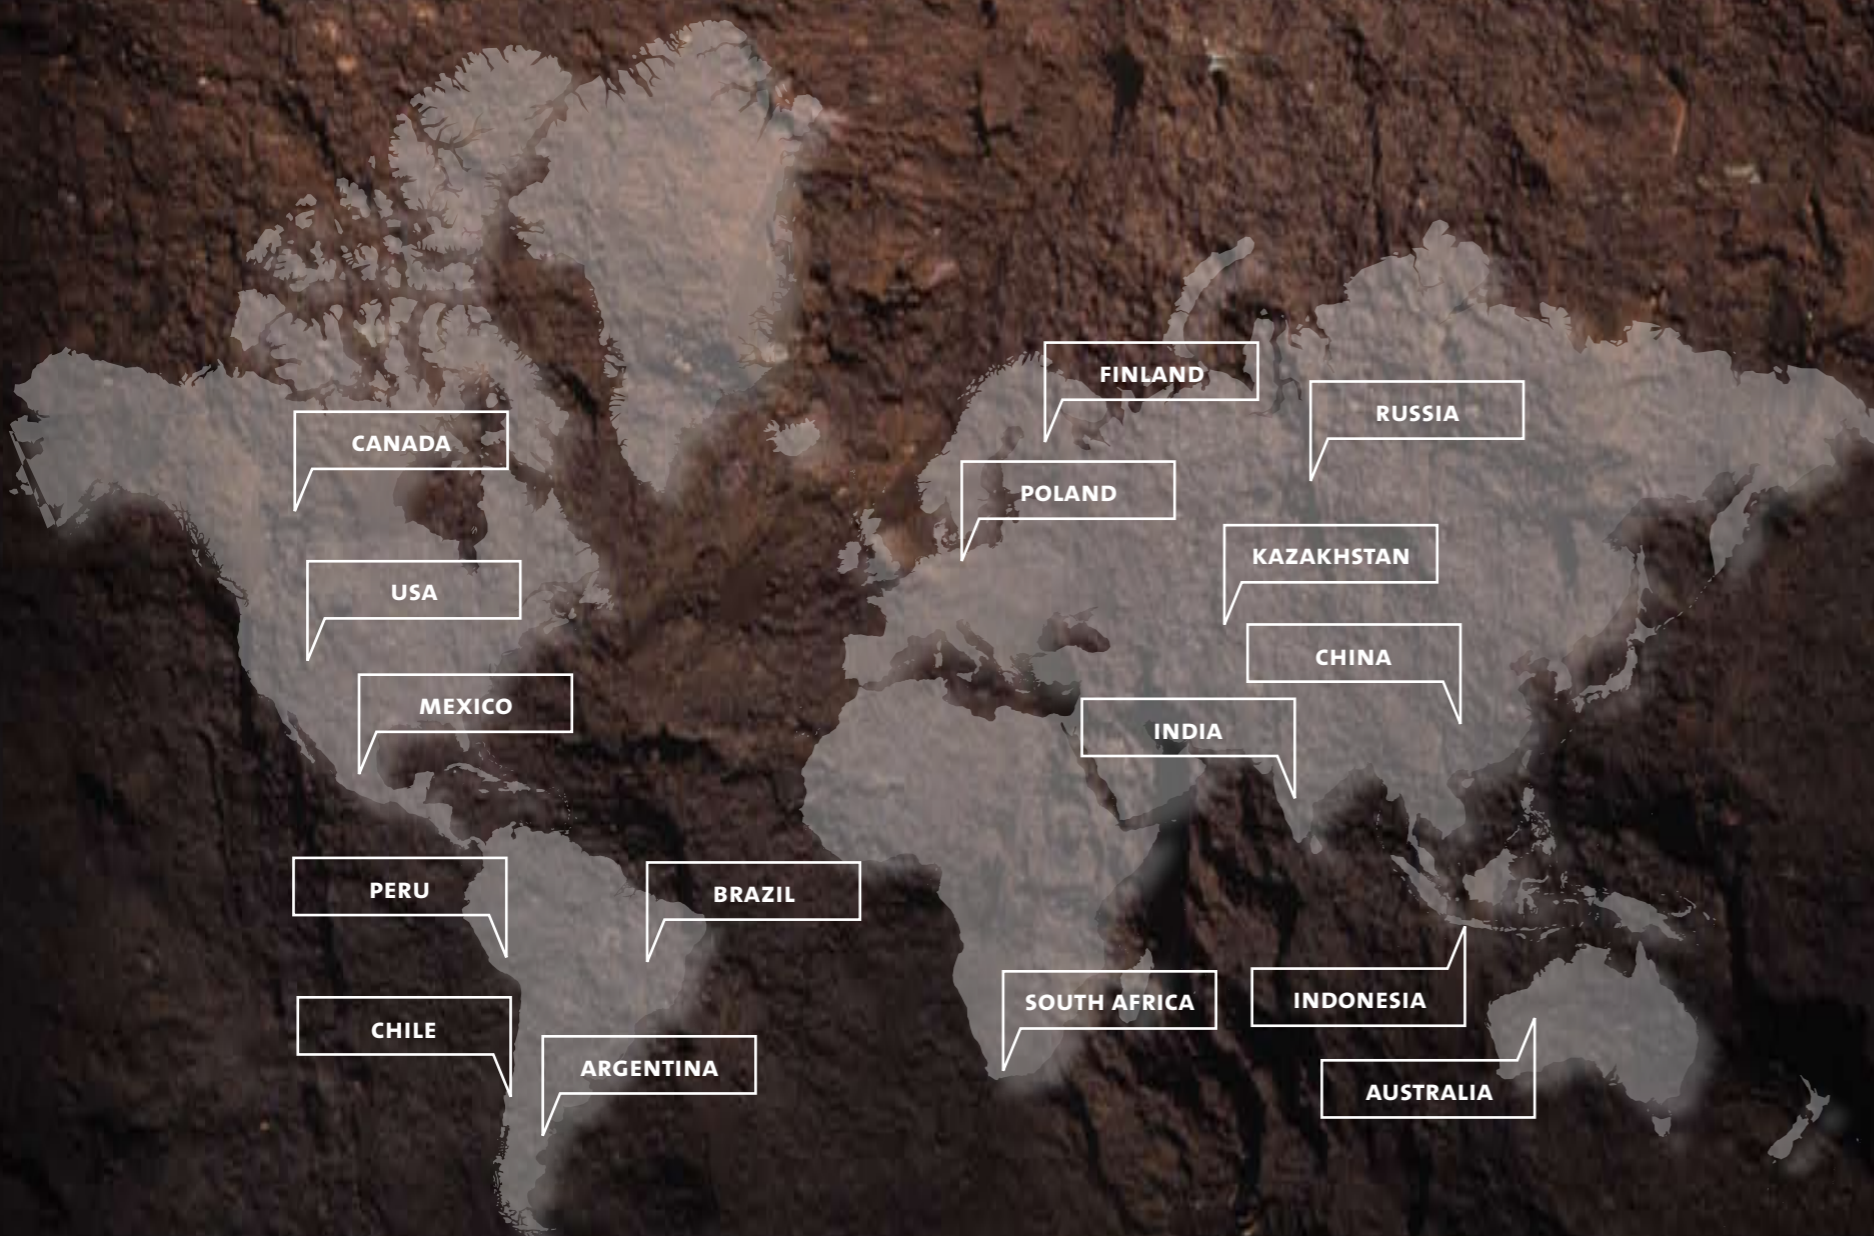 FINLAND
RUSSIA
CANADA
POLAND
KAZAKHSTAN
USA
CHINA
MEXICO
INDIA
PERU
BRAZIL
SOUTH AFRICA
INDONESIA
CHILE
ARGENTINA
AUSTRALIA